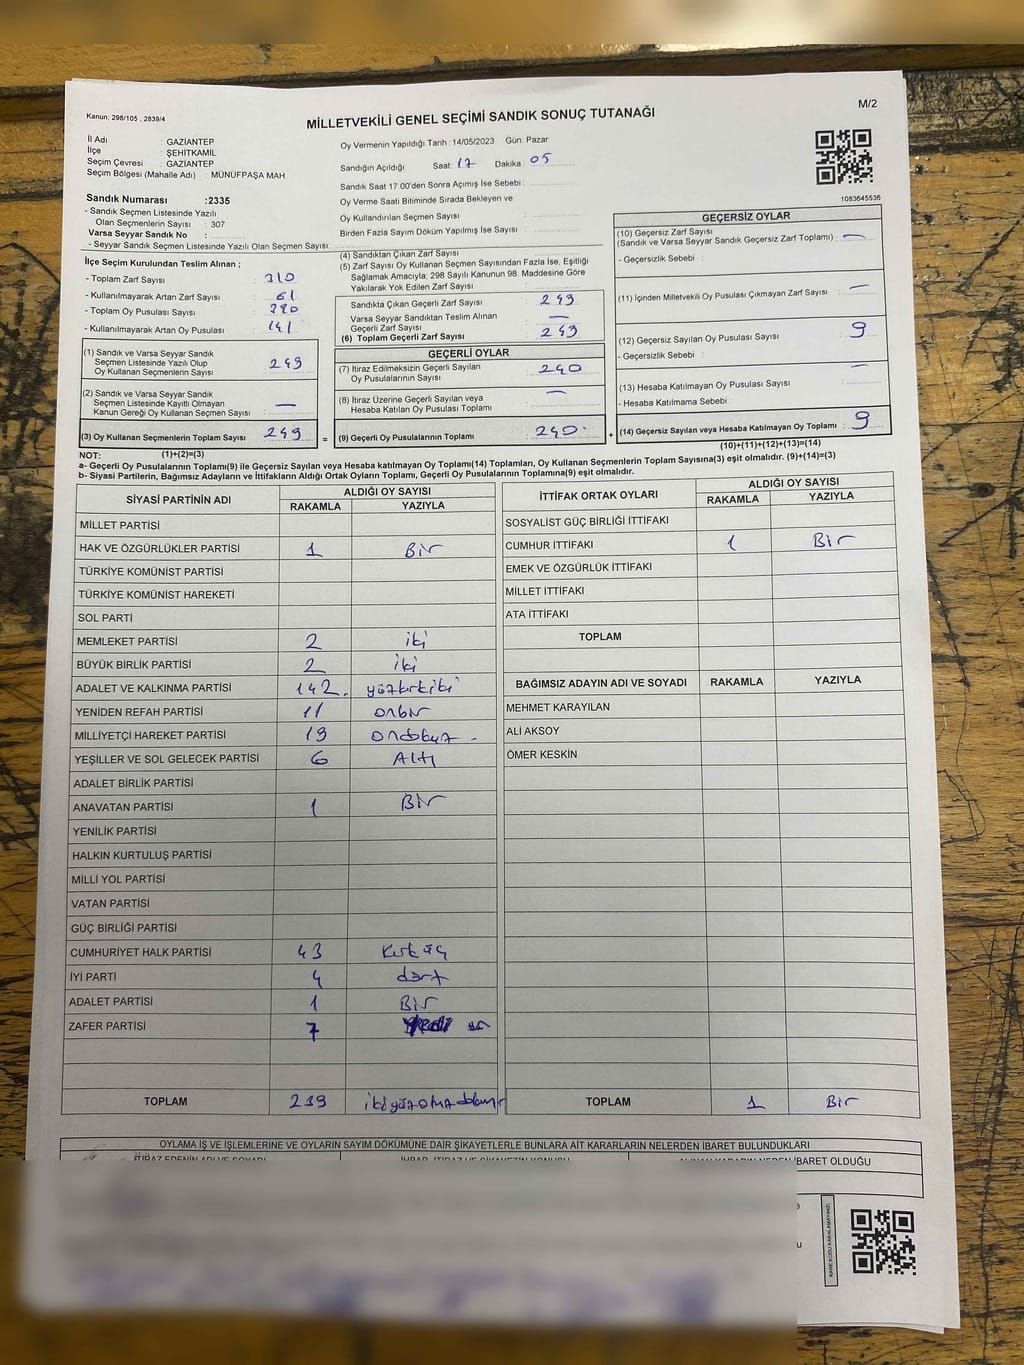 M/2
Kanun: 298/105 , 2839/4
MİLLETVEKİLİ GENEL SEÇİMİ SANDIK SONUÇ TUTANAĞI
İl Adı : GAZİANTEP
İlçe : ŞEHİTKAMİL
Seçim Çevresi : GAZİANTEP
Seçim Bölgesi (Mahalle Adı) : MÜNÜFPAŞA MAH.
Oy Vermenin Yapıldığı Tarih :14/05/2023 Gün: Pazar
Sandığın Açıldığı Saat: 17 Dakika : 05
Sandık Saat 17.00'den Sonra Açımış İse Sebebi :
Oy Verme Saati Bitiminde Sırada Bekleyen ve
Oy Kullandırılan Seçmen Sayısı :
Birden Fazla Sayım Döküm Yapılmış İse Sayısı :
1063645536
Sandık Numarası :2335
- Sandık Seçmen Listesinde Yazılı
Olan Seçmenlerin Sayısı : 307
Varsa Seyyar Sandık No :
- Seyyar Sandık Seçmen Listesinde Yazılı Olan Seçmen Sayısı:
İlçe Seçim Kurulundan Teslim Alınan ;
- Toplam Zarf Sayısı : 310
- Kullanılmayarak Artan Zarf Sayısı : 61
- Toplam Oy Pusulası Sayısı :
- Kullanılmayarak Artan Oy Pusulası : 141
(1) Sandık ve Varsa Seyyar Sandık
Seçmen Listesinde Yazılı Olup
Oy Kullanan Seçmenlerin Sayısı : 249
(2) Sandık ve Varsa Seyyar Sandık
Seçmen Listesinde Kayıtlı Olmayan
Kanun Gereği Oy Kullanan Seçmen Sayısı : —
(3) Oy Kullanan Seçmenlerin Toplam Sayısı : 249
(1)+(2)=(3)
(4) Sandıktan Çıkan Zarf Sayısı :
(5) Zarf Sayısı Oy Kullanan Seçmen Sayısından Fazla İse, Eşitliği
Sağlamak Amacıyla; 298 Sayılı Kanunun 98. Maddesine Göre
Yakılarak Yok Edilen Zarf Sayısı :
Sandıkta Çıkan Geçerli Zarf Sayısı : 249
Varsa Seyyar Sandıktan Teslim Alınan
Geçerli Zarf Sayısı : —
(6) Toplam Geçerli Zarf Sayısı : 249
GEÇERLİ OYLAR
(7) İtiraz Edilmeksizin Geçerli Sayılan
Oy Pusulalarının Sayısı : 240
(8) İtiraz Üzerine Geçerli Sayılan veya
Hesaba Katılan Oy Pusulası Toplamı : —
= (9) Geçerli Oy Pusulalarının Toplamı : 240
GEÇERSİZ OYLAR
(10) Geçersiz Zarf Sayısı
(Sandık ve Varsa Seyyar Sandık Geçersiz Zarf Toplamı) : —
- Geçersizlik Sebebi :
(11) İçinden Milletvekili Oy Pusulası Çıkmayan Zarf Sayısı : —
(12) Geçersiz Sayılan Oy Pusulası Sayısı : 9
- Geçersizlik Sebebi :
(13) Hesaba Katılmayan Oy Pusulası Sayısı : —
- Hesaba Katılmama Sebebi :
+ (14) Geçersiz Sayılan veya Hesaba Katılmayan Oy Toplamı : 9
(10)+(11)+(12)+(13)=(14)
NOT:
a- Geçerli Oy Pusulalarının Toplamı(9) ile Geçersiz Sayılan veya Hesaba katılmayan Oy Toplamı(14) Toplamları, Oy Kullanan Seçmenlerin Toplam Sayısına(3) eşit olmalıdır. (9)+(14)=(3)
b- Siyasi Partilerin, Bağımsız Adayların ve İttifakların Aldığı Ortak Oyların Toplamı, Geçerli Oy Pusulalarının Toplamına(9) eşit olmalıdır.
SİYASİ PARTİNİN ADI ALDIĞI OY SAYISI
RAKAMLA YAZIYLA
MİLLET PARTİSİ
HAK VE ÖZGÜRLÜKLER PARTİSİ 1 Bir
TÜRKİYE KOMÜNİST PARTİSİ
TÜRKİYE KOMÜNİST HAREKETİ
SOL PARTİ
MEMLEKET PARTİSİ 2 iki
BÜYÜK BİRLİK PARTİSİ 2 iki
ADALET VE KALKINMA PARTİSİ 142. yüzkırkiki
YENİDEN REFAH PARTİSİ 11 onbir
MİLLİYETÇİ HAREKET PARTİSİ 19 ondokuz
YEŞİLLER VE SOL GELECEK PARTİSİ 6 Altı
ADALET BİRLİK PARTİSİ
ANAVATAN PARTİSİ 1 Bir
YENİLİK PARTİSİ
HALKIN KURTULUŞ PARTİSİ
MİLLİ YOL PARTİSİ
VATAN PARTİSİ
GÜÇ BİRLİĞİ PARTİSİ
CUMHURİYET HALK PARTİSİ 43 Kırk üç
İYİ PARTİ 4 dört
ADALET PARTİSİ 1 Bir
ZAFER PARTİSİ 7
TOPLAM 239 ikiyüzotuzdokuz
İTTİFAK ORTAK OYLARI ALDIĞI OY SAYISI
RAKAMLA YAZIYLA
SOSYALİST GÜÇ BİRLİĞİ İTTİFAKI
CUMHUR İTTİFAKI 1 Bir
EMEK VE ÖZGÜRLÜK İTTİFAKI
MİLLET İTTİFAKI
ATA İTTİFAKI
TOPLAM
BAĞIMSIZ ADAYIN ADI VE SOYADI RAKAMLA YAZIYLA
MEHMET KARAYILAN
ALİ AKSOY
ÖMER KESKİN
TOPLAM 1 Bir
OYLAMA İŞ VE İŞLEMLERİNE VE OYLARIN SAYIM DÖKÜMÜNE DAİR ŞİKAYETLERLE BUNLARA AİT KARARLARIN NELERDEN İBARET BULUNDUKLARI
İTİRAZ EDENİN ADI VE SOYADI İHBAR, İTİRAZ VE ŞİKAYETİN KONUSU ALINAN KARARIN NEDEN İBARET OLDUĞU
KARE KODU KARALAMAYINIZ!